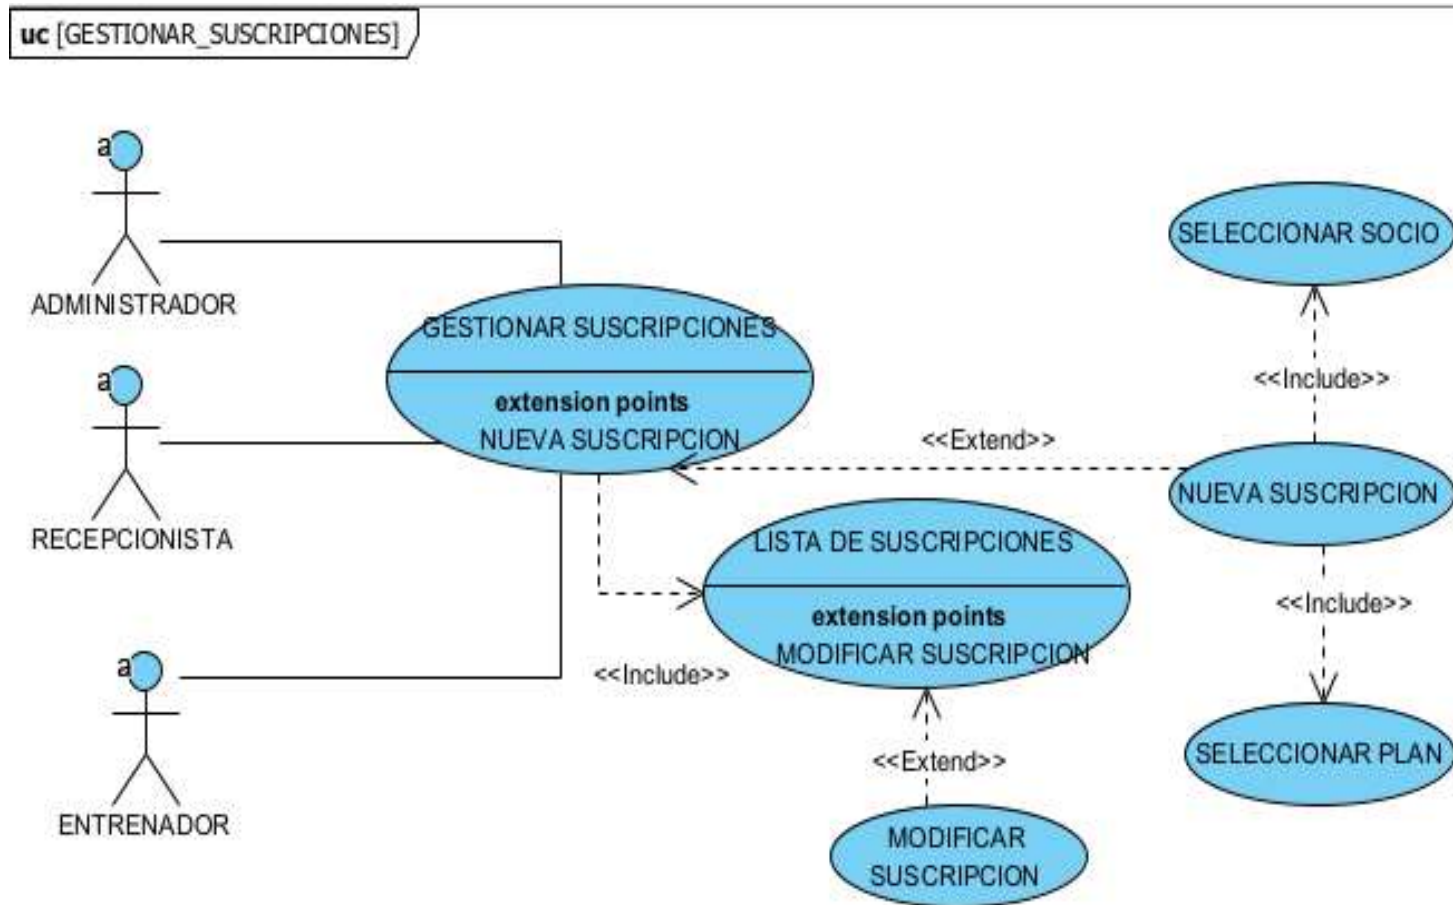 uc [GESTIONAR_SUSCRIPCIONES]
a
ADMINISTRADOR
a
RECEPCIONISTA
a
ENTRENADOR
GESTIONAR SUSCRIPCIONES
extension points
NUEVA SUSCRIPCION
<<Include>>
LISTA DE SUSCRIPCIONES
extension points
MODIFICAR SUSCRIPCION
<<Extend>>
MODIFICAR
SUSCRIPCION
<<Extend>>
SELECCIONAR SOCIO
<<Include>>
NUEVA SUSCRIPCION
<<Include>>
SELECCIONAR PLAN